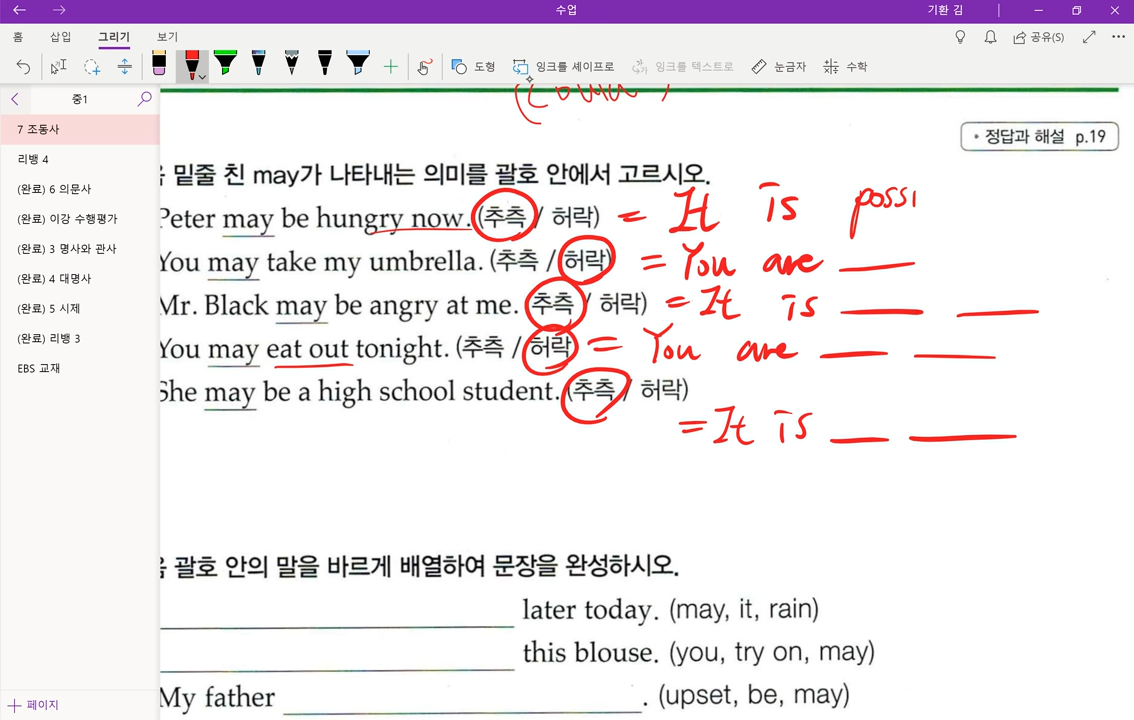 수업
기환 김
홈 삽입 그리기 보기
공유(S)
도형 잉크를 셰이프로 잉크를 텍스트로 눈금자 수학
중1
7 조동사
리뱅 4
(완료) 6 의문사
(완료) 이강 수행평가
(완료) 3 명사와 관사
(완료) 4 대명사
(완료) 5 시제
(완료) 리뱅 3
EBS 교재
페이지
• 정답과 해설 p.19
밑줄 친 may가 나타내는 의미를 괄호 안에서 고르시오.
Peter may be hungry now. (추측 / 허락) = It is possi
You may take my umbrella. (추측 / 허락) = You are
Mr. Black may be angry at me. (추측 / 허락) = It is
You may eat out tonight. (추측 / 허락) = You are
She may be a high school student. (추측 / 허락)
= It is
괄호 안의 말을 바르게 배열하여 문장을 완성하시오.
later today. (may, it, rain)
this blouse. (you, try on, may)
My father . (upset, be, may)